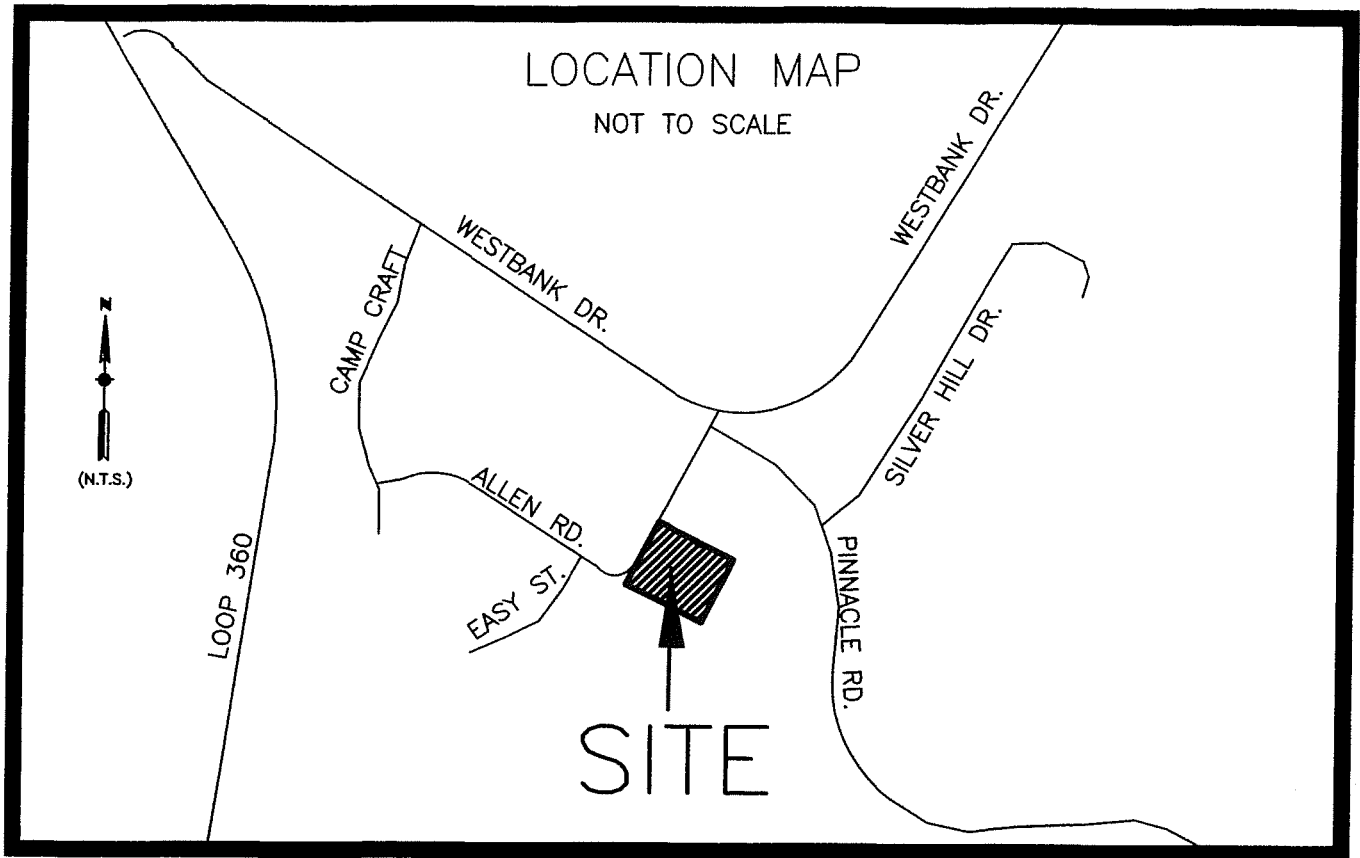 LOCATION MAP
NOT TO SCALE
WESTBANK DR.
WESTBANK DR.
CAMP CRAFT
SILVER HILL DR.
N
(N.T.S.)
ALLEN RD.
EASY ST.
LOOP 360
PINNACLE RD.
SITE